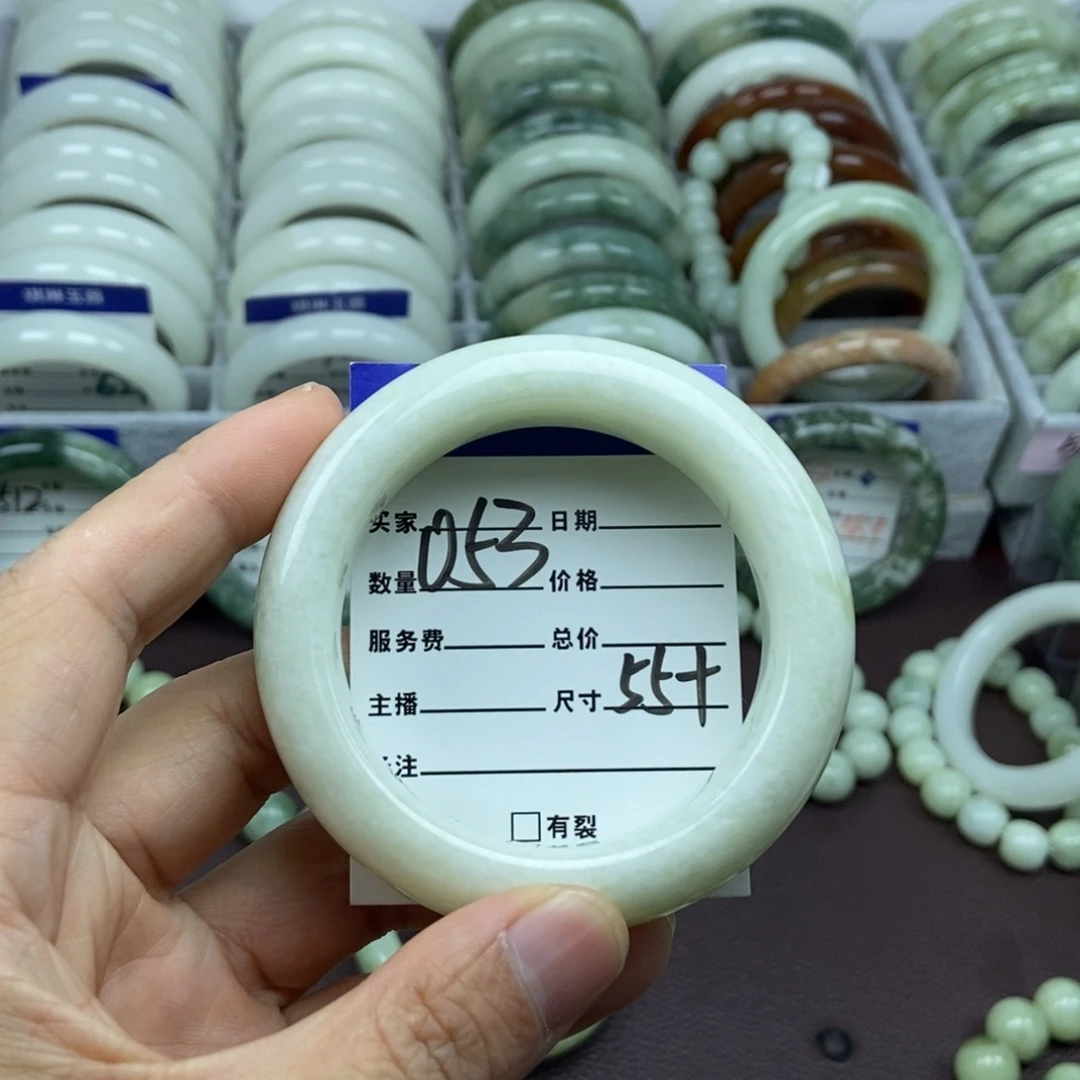 买家 053 日期
数量 价格
服务费 总价
主播 尺寸 55+
注
有裂
512